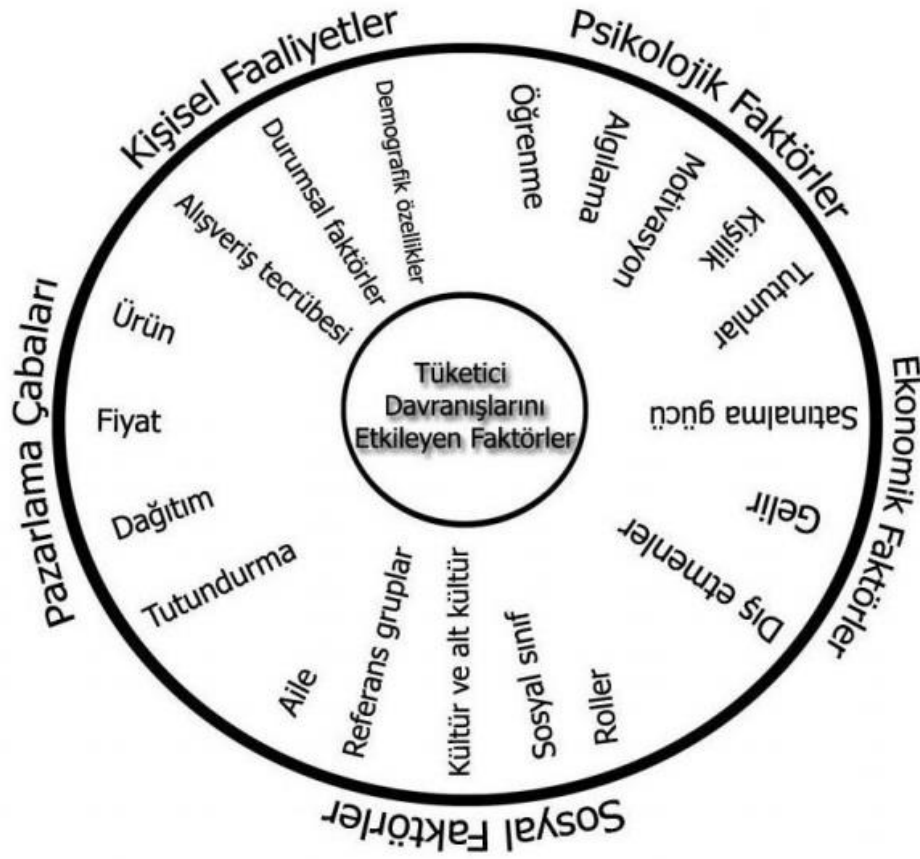 Kişisel Faaliyetler
Alışveriş tecrübesi
Durumsal faktörler
Demografik özellikler
Psikolojik Faktörler
Öğrenme
Algılama
Motivasyon
Kişilik
Tutumlar
Ekonomik Faktörler
Satınalma gücü
Gelir
Dış etmenler
Sosyal Faktörler
Roller
Sosyal sınıf
Kültür ve alt kültür
Referans gruplar
Aile
Pazarlama Çabaları
Tutundurma
Dağıtım
Fiyat
Ürün
Tüketici
Davranışlarını
Etkileyen Faktörler